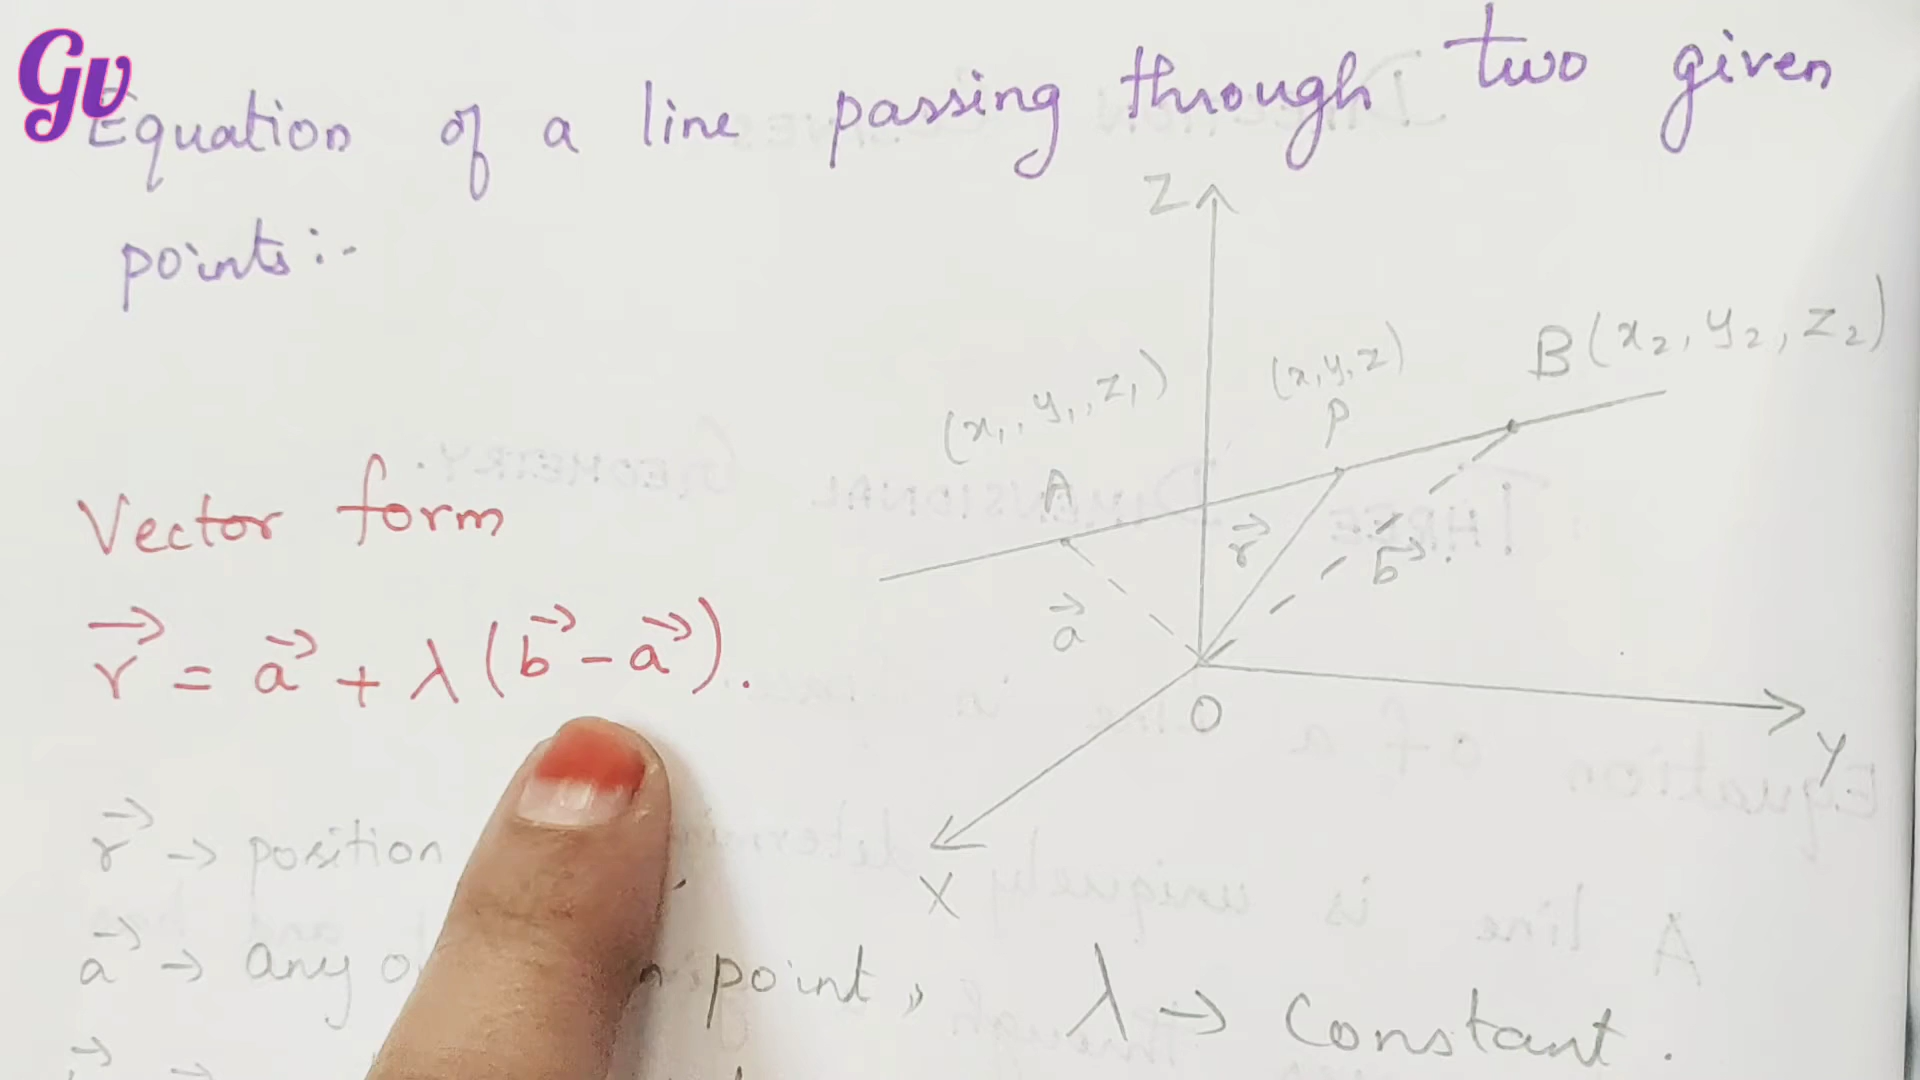 Gv
Equation of a line passing through two given
points:-
Z
B(x₂, y₂, z₂)
(x₁, y₁, z₁)
(x, y, z)
P
A
Vector form
r⃗ = a⃗ + λ(b⃗ - a⃗).
r⃗
b⃗
a⃗
O
Y
X
r⃗ → position
a⃗ → any point,
λ → Constant.